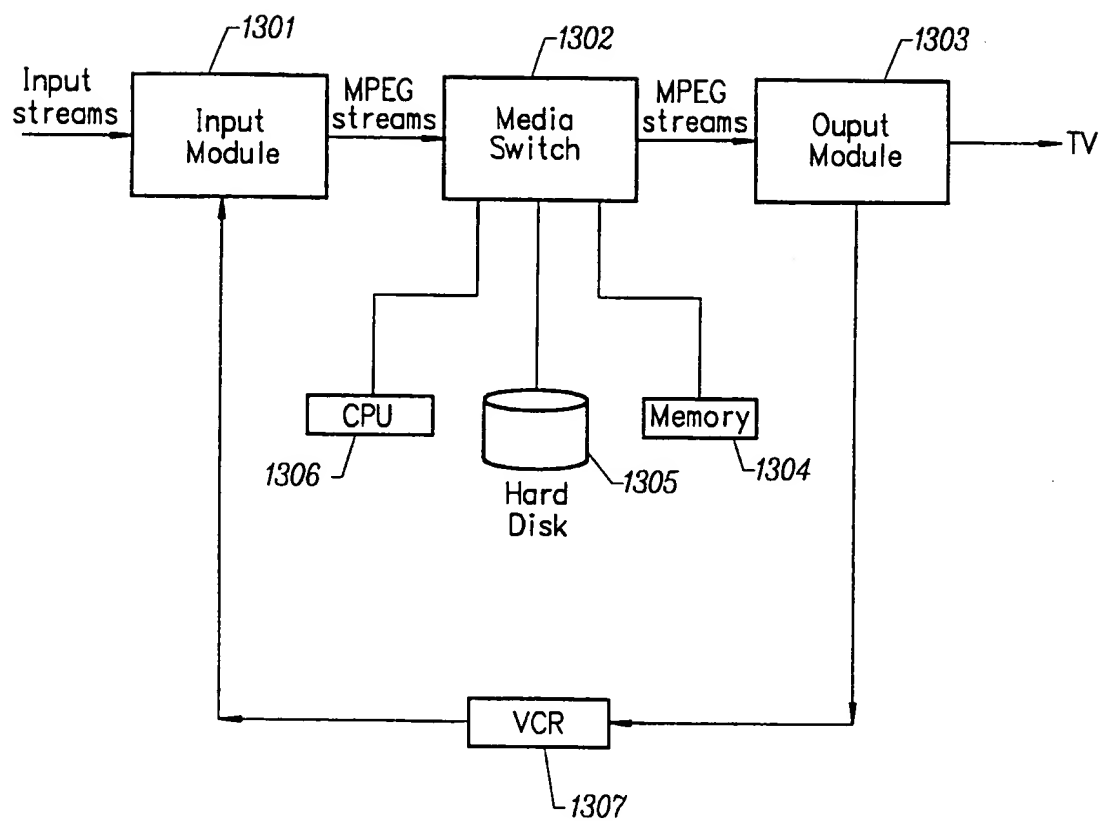 1301
1302
1303
Input
streams
Input
Module
MPEG
streams
Media
Switch
MPEG
streams
Ouput
Module
TV
CPU
1306
Hard
Disk
1305
Memory
1304
VCR
1307